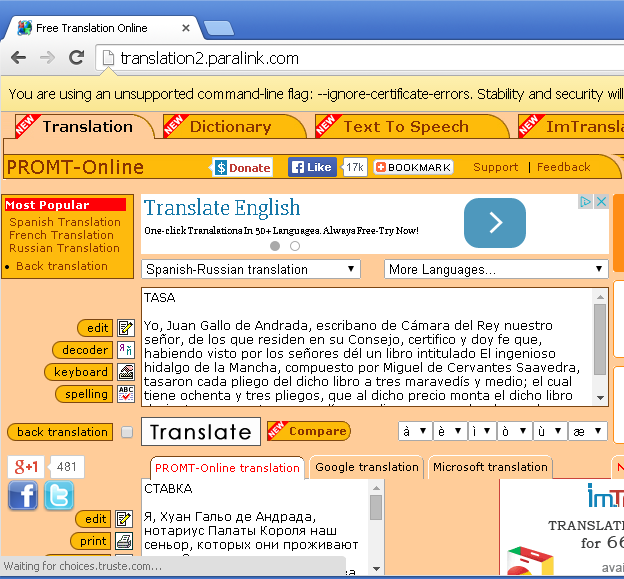 Free Translation Online
translation2.paralink.com
You are using an unsupported command-line flag: --ignore-certificate-errors. Stability and security will
NEW Translation NEW Dictionary NEW Text To Speech NEW ImTransl
PROMT-Online $ Donate Like 17k BOOKMARK Support | Feedback
Most Popular
Spanish Translation
French Translation
Russian Translation
Back translation
Translate English
One-click Translations In 50+ Languages. Always Free-Try Now!
Spanish-Russian translation More Languages...
TASA
Yo, Juan Gallo de Andrada, escribano de Cámara del Rey nuestro
señor, de los que residen en su Consejo, certifico y doy fe que,
habiendo visto por los señores dél un libro intitulado El ingenioso
hidalgo de la Mancha, compuesto por Miguel de Cervantes Saavedra,
tasaron cada pliego del dicho libro a tres maravedís y medio; el cual
tiene ochenta y tres pliegos, que al dicho precio monta el dicho libro
edit
decoder
keyboard
spelling
back translation Translate NEW Compare à è ì ò ù æ
g+1 481
PROMT-Online translation Google translation Microsoft translation
СТАВКА
Я, Хуан Гальо де Андрада,
нотариус Палаты Короля наш
сеньор, которых они проживают
edit
print
imTr
TRANSLATE
for 66
avai
Waiting for choices.truste.com...